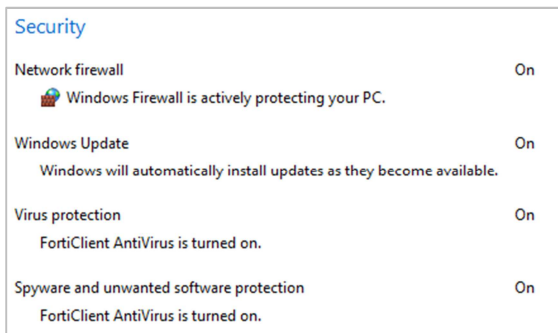 Security
Network firewall On
Windows Firewall is actively protecting your PC.
Windows Update On
Windows will automatically install updates as they become available.
Virus protection On
FortiClient AntiVirus is turned on.
Spyware and unwanted software protection On
FortiClient AntiVirus is turned on.